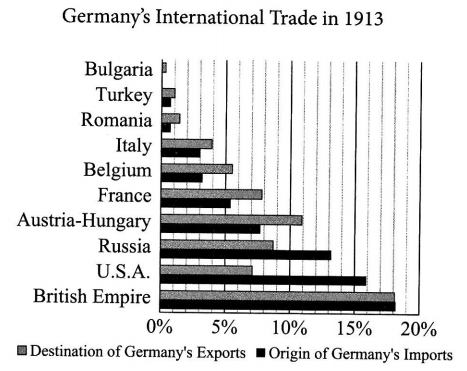 Germany's International Trade in 1913
Bulgaria
Turkey
Romania
Italy
Belgium
France
Austria-Hungary
Russia
U.S.A.
British Empire
0% 5% 10% 15% 20%
Destination of Germany's Exports Origin of Germany's Imports